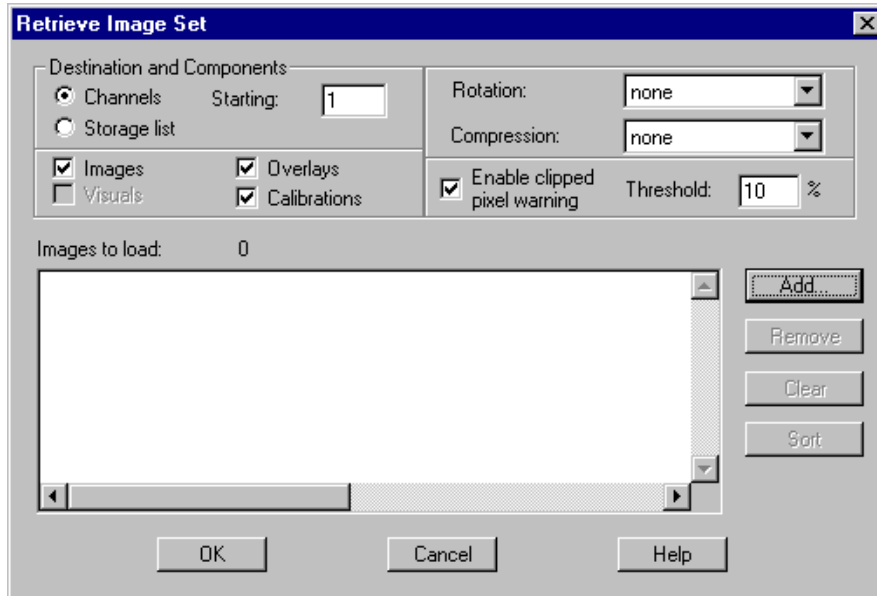 Retrieve Image Set
Destination and Components
Channels Starting: 1
Storage list
Rotation: none
Compression: none
Images Overlays
Visuals Calibrations
Enable clipped
pixel warning
Threshold: 10 %
Images to load: 0
Add...
Remove
Clear
Sort
OK Cancel Help